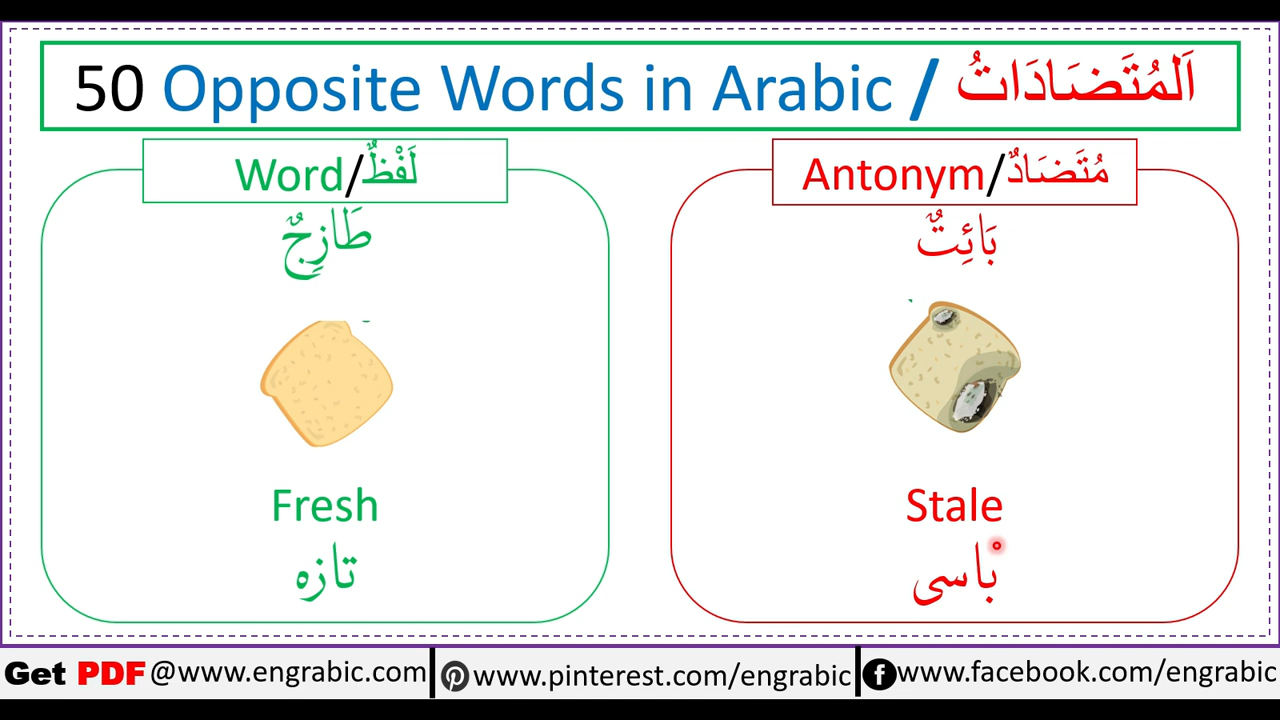 50 Opposite Words in Arabic / اَلْمُتَضَادَاتُ
Word/لَفْظٌ
طَازِجٌ
Fresh
تازہ
Antonym/مُتَضَادٌ
بَائِتٌ
Stale
باسی
Get PDF @www.engrabic.com
www.pinterest.com/engrabic
www.facebook.com/engrabic